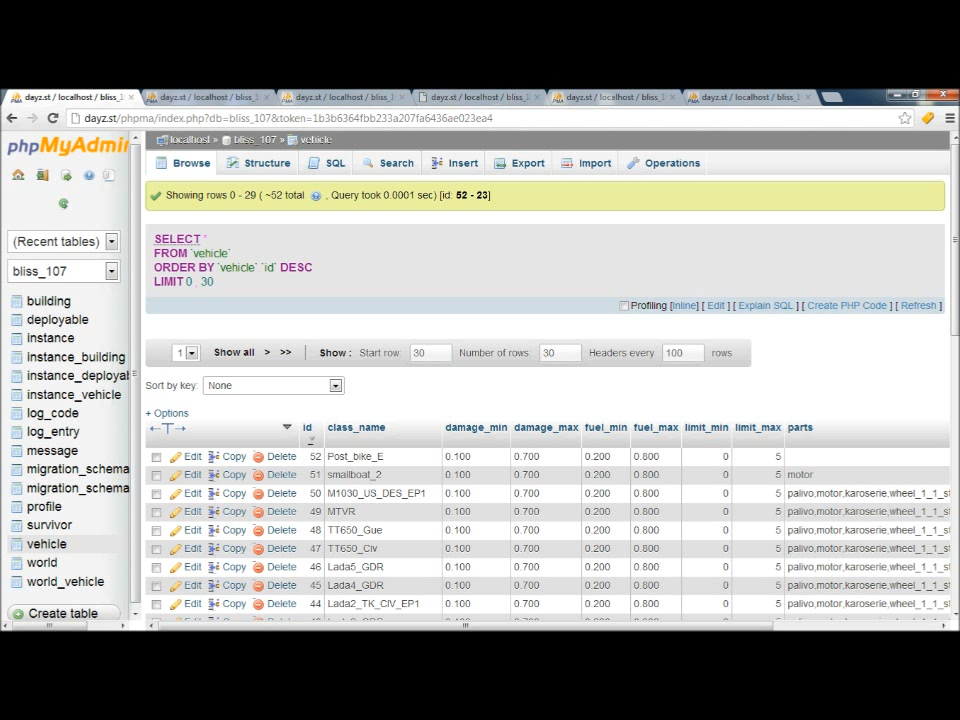 dayz.st / localhost / bliss_1 dayz.st / localhost / bliss_1 dayz.st / localhost / bliss_1 dayz.st / localhost / bliss_1 dayz.st / localhost / bliss_1 dayz.st / localhost / bliss_1
dayz.st/phpma/index.php?db=bliss_107&token=1b3b6364fbb233a207fa6436ae023ea4
phpMyAdmin
localhost » bliss_107 » vehicle
Browse Structure SQL Search Insert Export Import Operations
Showing rows 0 - 29 ( ~52 total , Query took 0.0001 sec) [id: 52 - 23]
(Recent tables)
bliss_107
building
deployable
instance
instance_building
instance_deployal
instance_vehicle
log_code
log_entry
message
migration_schema
migration_schema
profile
survivor
vehicle
world
world_vehicle
Create table
SELECT *
FROM `vehicle`
ORDER BY `vehicle`.`id` DESC
LIMIT 0 , 30
Profiling [Inline] [ Edit ] [ Explain SQL ] [ Create PHP Code ] [ Refresh ]
1 Show all > >> Show : Start row: 30 Number of rows: 30 Headers every 100 rows
Sort by key: None
+ Options
←T→ id class_name damage_min damage_max fuel_min fuel_max limit_min limit_max parts
Edit Copy Delete 52 Post_bike_E 0.100 0.700 0.200 0.800 0 5
Edit Copy Delete 51 smallboat_2 0.100 0.700 0.200 0.800 0 5 motor
Edit Copy Delete 50 M1030_US_DES_EP1 0.100 0.700 0.200 0.800 0 5 palivo,motor,karoserie,wheel_1_1_st
Edit Copy Delete 49 MTVR 0.100 0.700 0.200 0.800 0 5 palivo,motor,karoserie,wheel_1_1_st
Edit Copy Delete 48 TT650_Gue 0.100 0.700 0.200 0.800 0 5 palivo,motor,karoserie,wheel_1_1_st
Edit Copy Delete 47 TT650_Civ 0.100 0.700 0.200 0.800 0 5 palivo,motor,karoserie,wheel_1_1_st
Edit Copy Delete 46 Lada5_GDR 0.100 0.700 0.200 0.800 0 5 palivo,motor,karoserie,wheel_1_1_st
Edit Copy Delete 45 Lada4_GDR 0.100 0.700 0.200 0.800 0 5 palivo,motor,karoserie,wheel_1_1_st
Edit Copy Delete 44 Lada2_TK_CIV_EP1 0.100 0.700 0.200 0.800 0 5 palivo,motor,karoserie,wheel_1_1_st